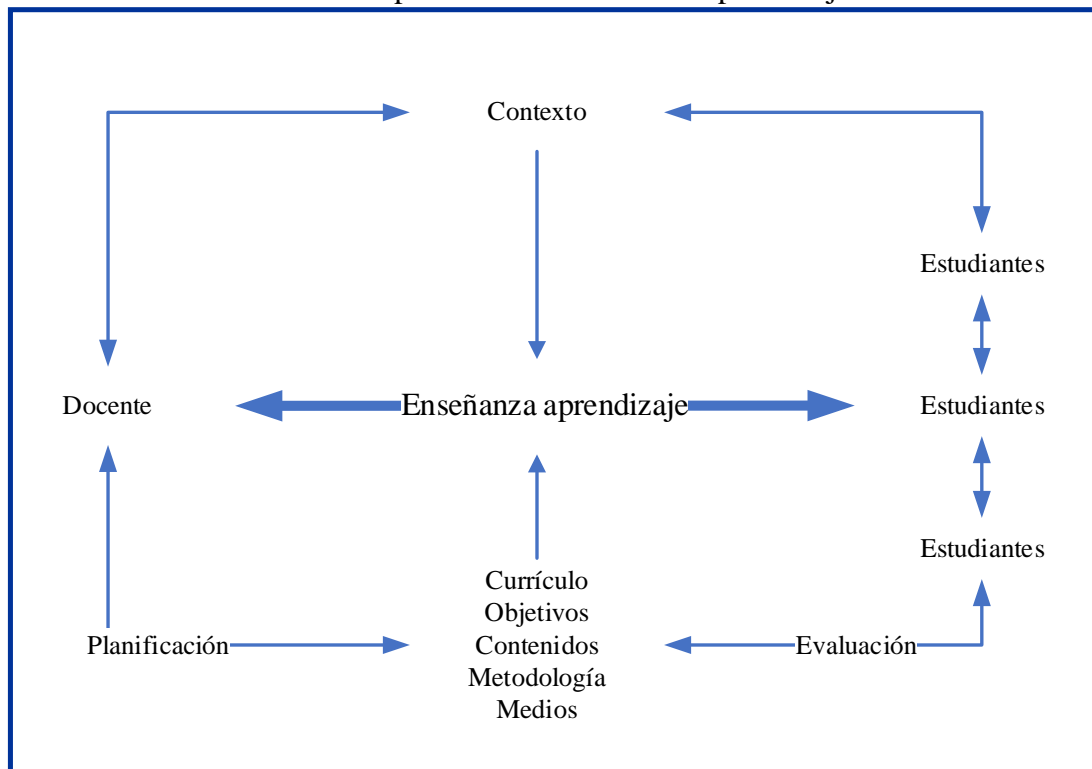 Contexto
Estudiantes
Docente
Enseñanza aprendizaje
Estudiantes
Estudiantes
Currículo
Objetivos
Planificación
Contenidos
Evaluación
Metodología
Medios